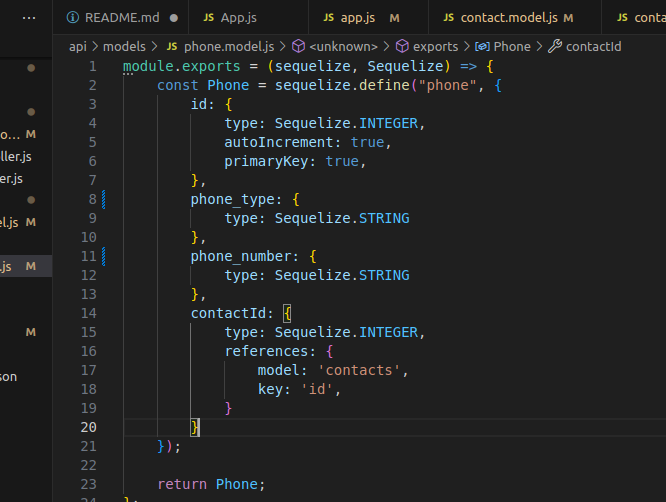 ... README.md ● JS App.js JS app.js M JS contact.model.js M JS conta
api > models > JS phone.model.js > <unknown> > exports > Phone > contactId
o... M
ller.js
er.js
el.js M
.js M
M
son
1 module.exports = (sequelize, Sequelize) => {
2 const Phone = sequelize.define("phone", {
3 id: {
4 type: Sequelize.INTEGER,
5 autoIncrement: true,
6 primaryKey: true,
7 },
8 phone_type: {
9 type: Sequelize.STRING
10 },
11 phone_number: {
12 type: Sequelize.STRING
13 },
14 contactId: {
15 type: Sequelize.INTEGER,
16 references: {
17 model: 'contacts',
18 key: 'id',
19 }
20 }
21 });
22
23 return Phone;
24 };